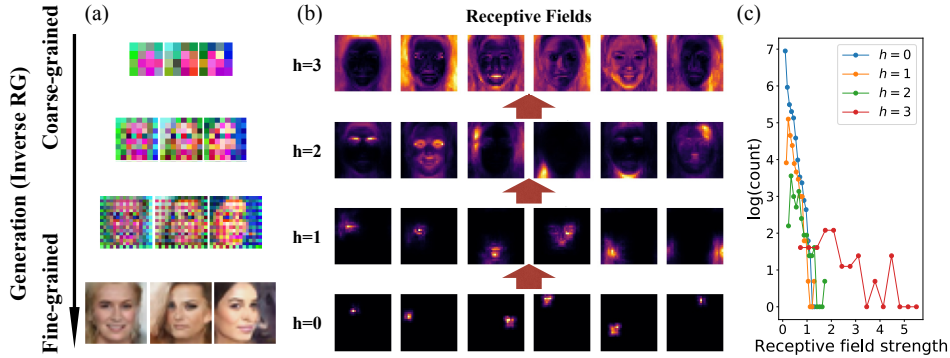 (a)
Generation (Inverse RG)
Coarse-grained
Fine-grained
(b)
Receptive Fields
h=3
h=2
h=1
h=0
(c)
log(count)
7
6
5
4
3
2
1
0
h = 0
h = 1
h = 2
h = 3
0 1 2 3 4 5
Receptive field strength